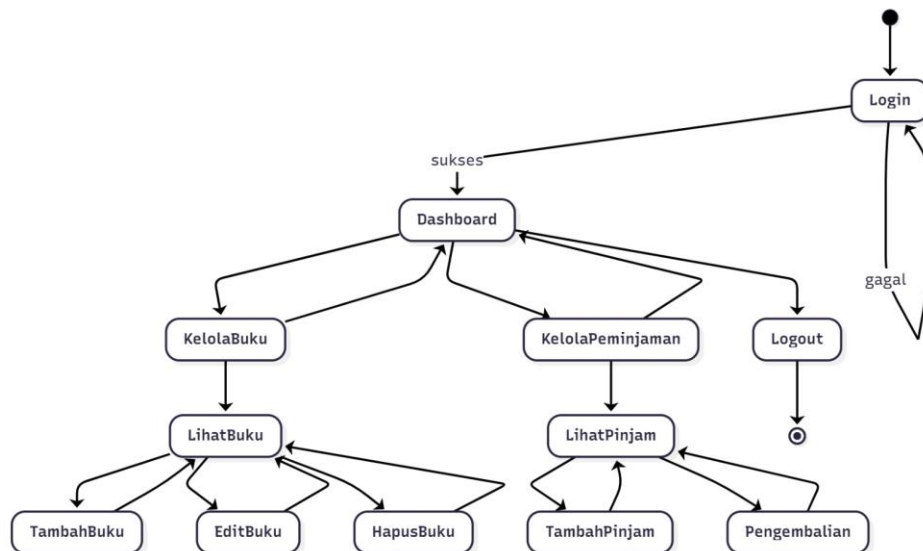 Login
sukses
Dashboard
gagal
KelolaBuku
KelolaPeminjaman
Logout
LihatBuku
LihatPinjam
TambahBuku
EditBuku
HapusBuku
TambahPinjam
Pengembalian